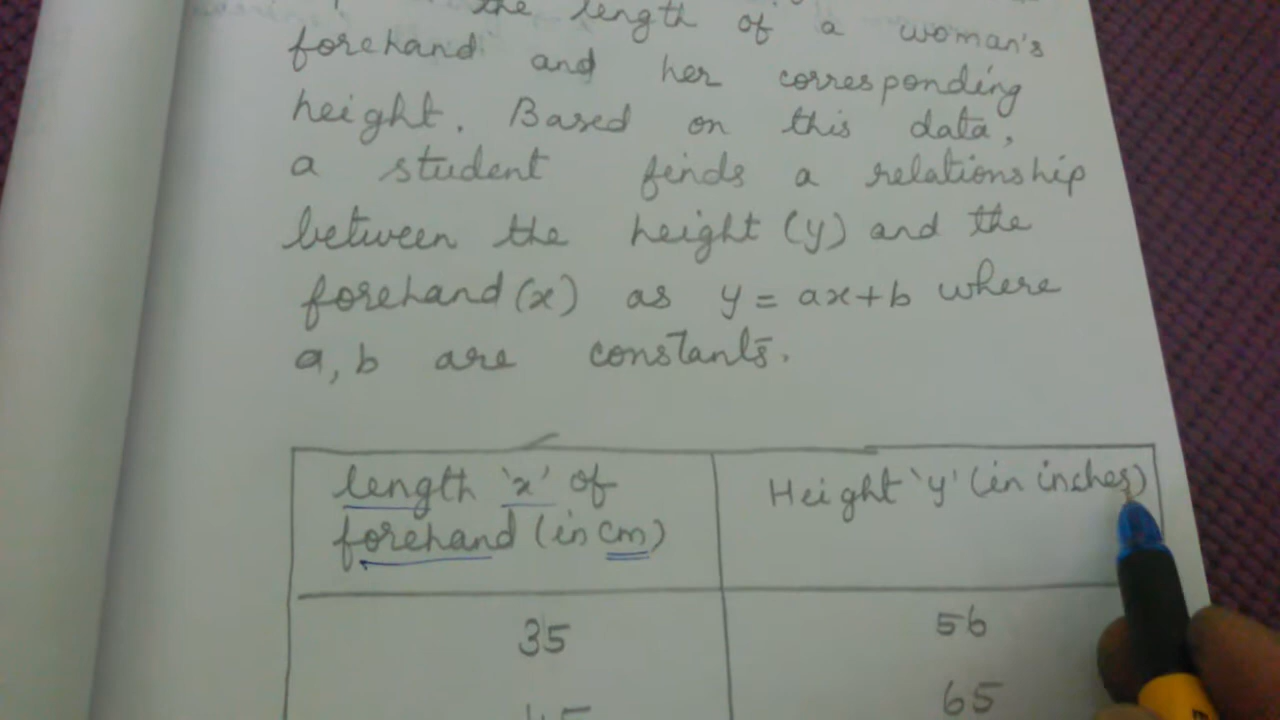 the length of a woman's
forehand and her corresponding
height. Based on this data,
a student finds a relationship
between the height (y) and the
forehand (x) as y = ax+b where
a, b are constants.
length 'x' of
forehand (in cm)
Height 'y' (in inches)
35
56
45
65